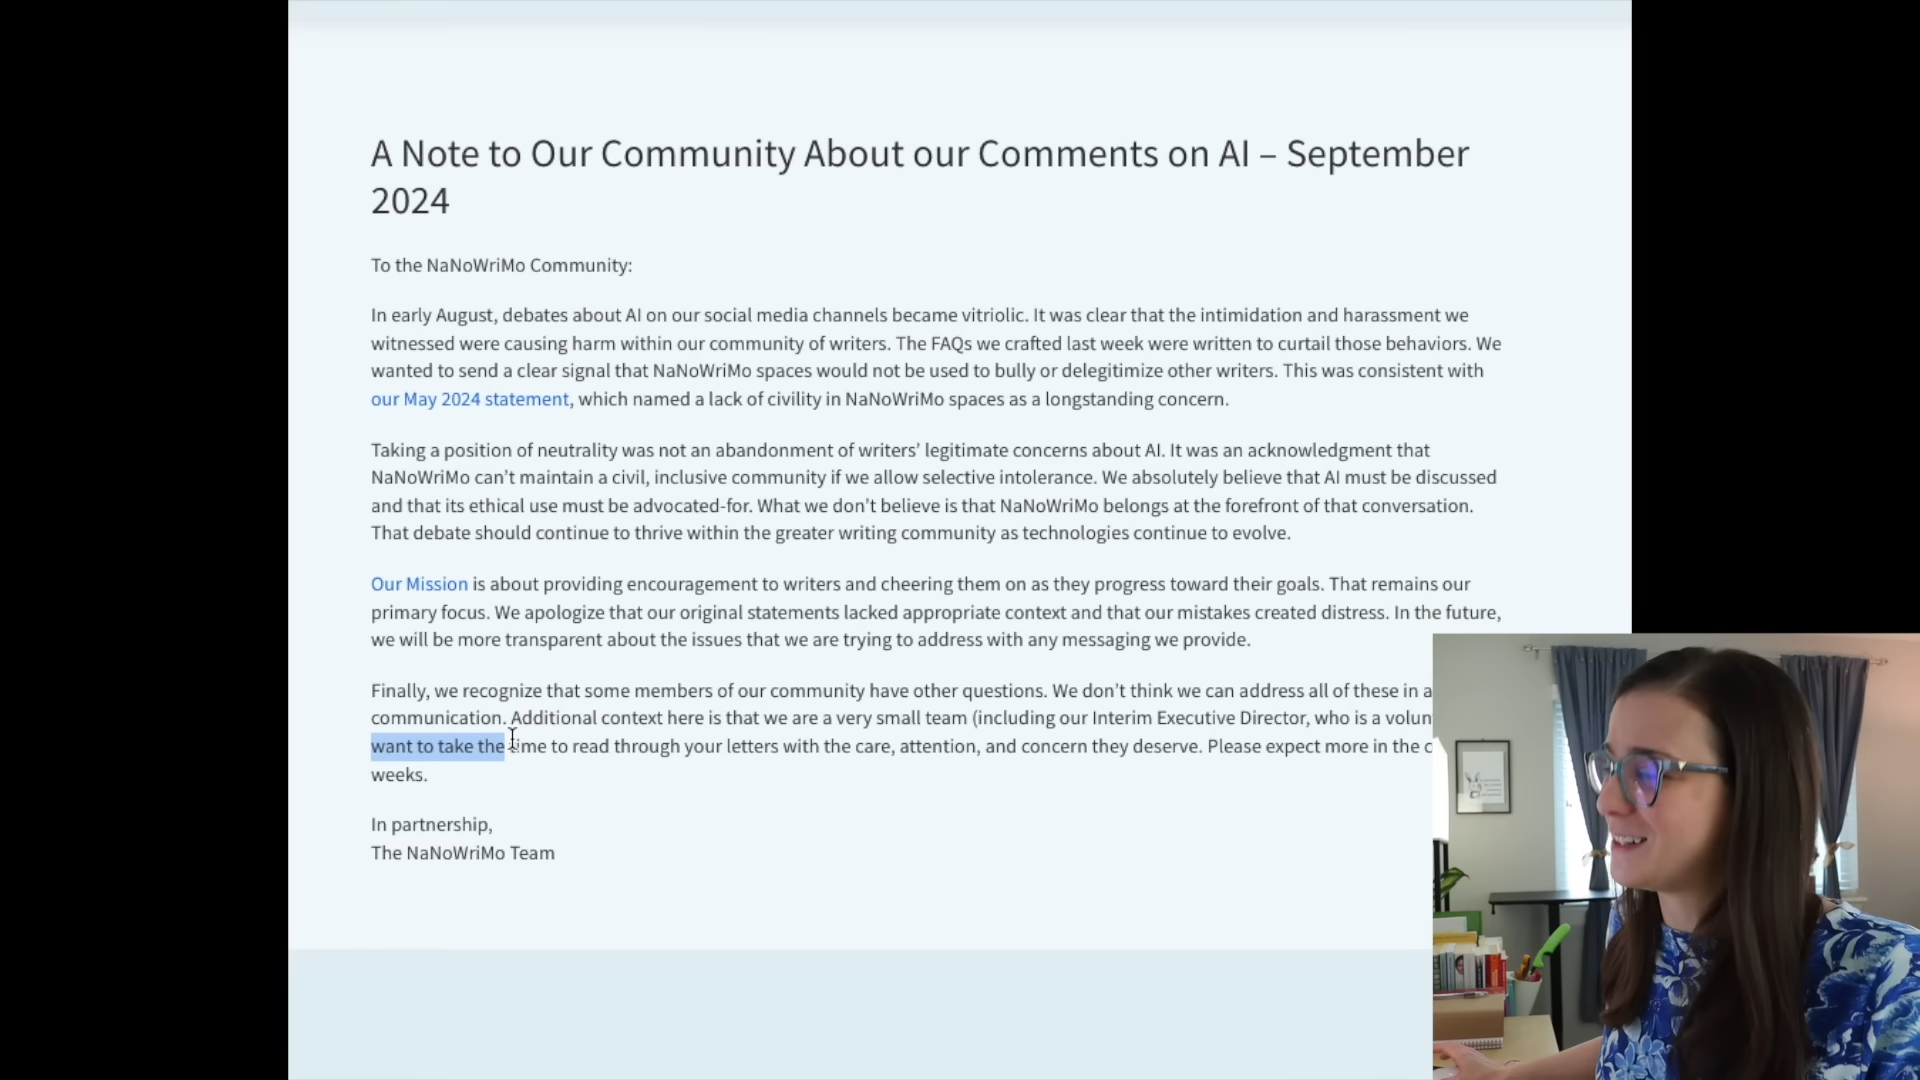 A Note to Our Community About our Comments on AI – September
2024
To the NaNoWriMo Community:
In early August, debates about AI on our social media channels became vitriolic. It was clear that the intimidation and harassment we
witnessed were causing harm within our community of writers. The FAQs we crafted last week were written to curtail those behaviors. We
wanted to send a clear signal that NaNoWriMo spaces would not be used to bully or delegitimize other writers. This was consistent with
our May 2024 statement, which named a lack of civility in NaNoWriMo spaces as a longstanding concern.
Taking a position of neutrality was not an abandonment of writers’ legitimate concerns about AI. It was an acknowledgment that
NaNoWriMo can’t maintain a civil, inclusive community if we allow selective intolerance. We absolutely believe that AI must be discussed
and that its ethical use must be advocated-for. What we don’t believe is that NaNoWriMo belongs at the forefront of that conversation.
That debate should continue to thrive within the greater writing community as technologies continue to evolve.
Our Mission is about providing encouragement to writers and cheering them on as they progress toward their goals. That remains our
primary focus. We apologize that our original statements lacked appropriate context and that our mistakes created distress. In the future,
we will be more transparent about the issues that we are trying to address with any messaging we provide.
Finally, we recognize that some members of our community have other questions. We don’t think we can address all of these in a
communication. Additional context here is that we are a very small team (including our Interim Executive Director, who is a
want to take the time to read through your letters with the care, attention, and concern they deserve. Please expect more in the
weeks.
In partnership,
The NaNoWriMo Team